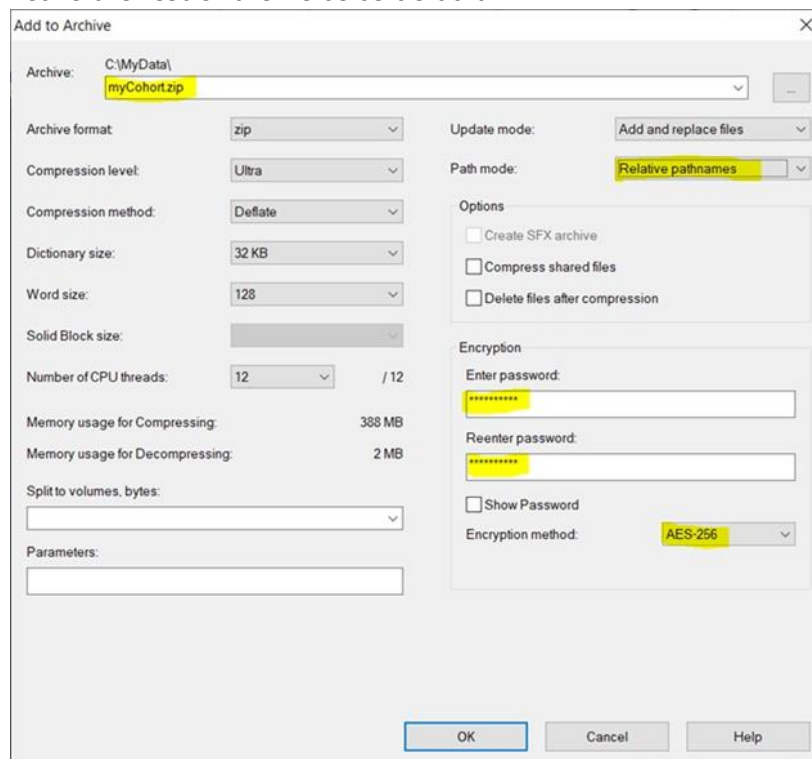 Add to Archive
Archive:
C:\MyData\
myCohort.zip
...
Archive format:
zip
Compression level:
Ultra
Compression method:
Deflate
Dictionary size:
32 KB
Word size:
128
Solid Block size:
Number of CPU threads:
12
/ 12
Memory usage for Compressing:
388 MB
Memory usage for Decompressing:
2 MB
Split to volumes, bytes:
Parameters:
Update mode:
Add and replace files
Path mode:
Relative pathnames
Options
Create SFX archive
Compress shared files
Delete files after compression
Encryption
Enter password:
**********
Reenter password:
**********
Show Password
Encryption method:
AES-256
OK
Cancel
Help